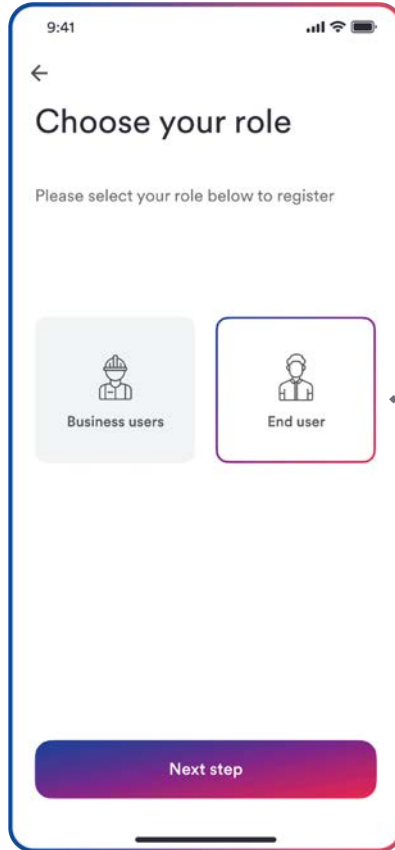 9:41
Choose your role
Please select your role below to register
Business users
End user
Next step